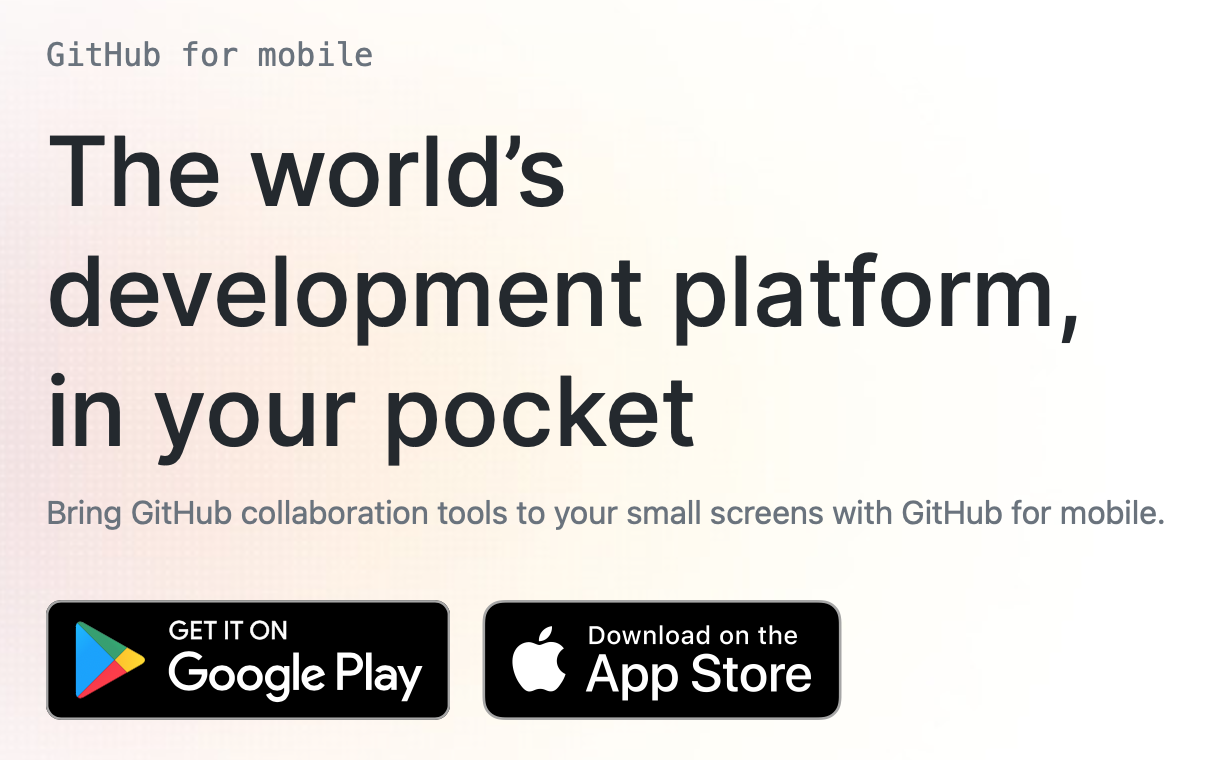 GitHub for mobile
The world’s
development platform,
in your pocket
Bring GitHub collaboration tools to your small screens with GitHub for mobile.
GET IT ON
Google Play
Download on the
App Store